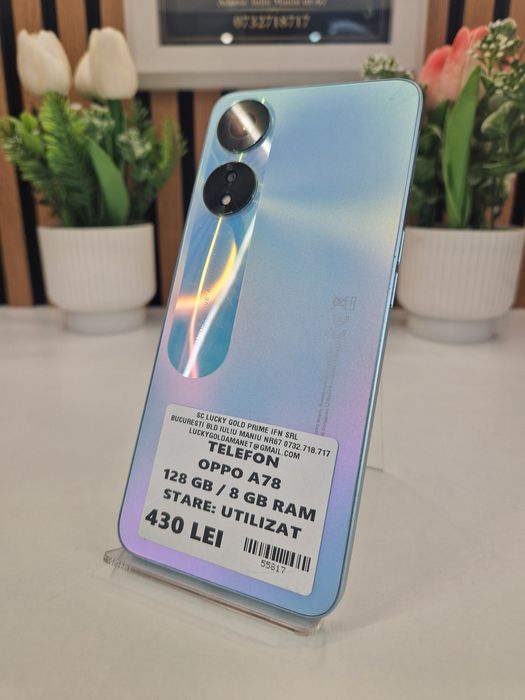 0732718717
SC LUCKY GOLD PRIME IFN SRL
BUCURESTI BLD IULIU MANIU NR67 0732.718.717
LUCKYGOLDAMANET@GMAIL.COM
TELEFON
OPPO A78
128 GB / 8 GB RAM
STARE: UTILIZAT
430 LEI
55817